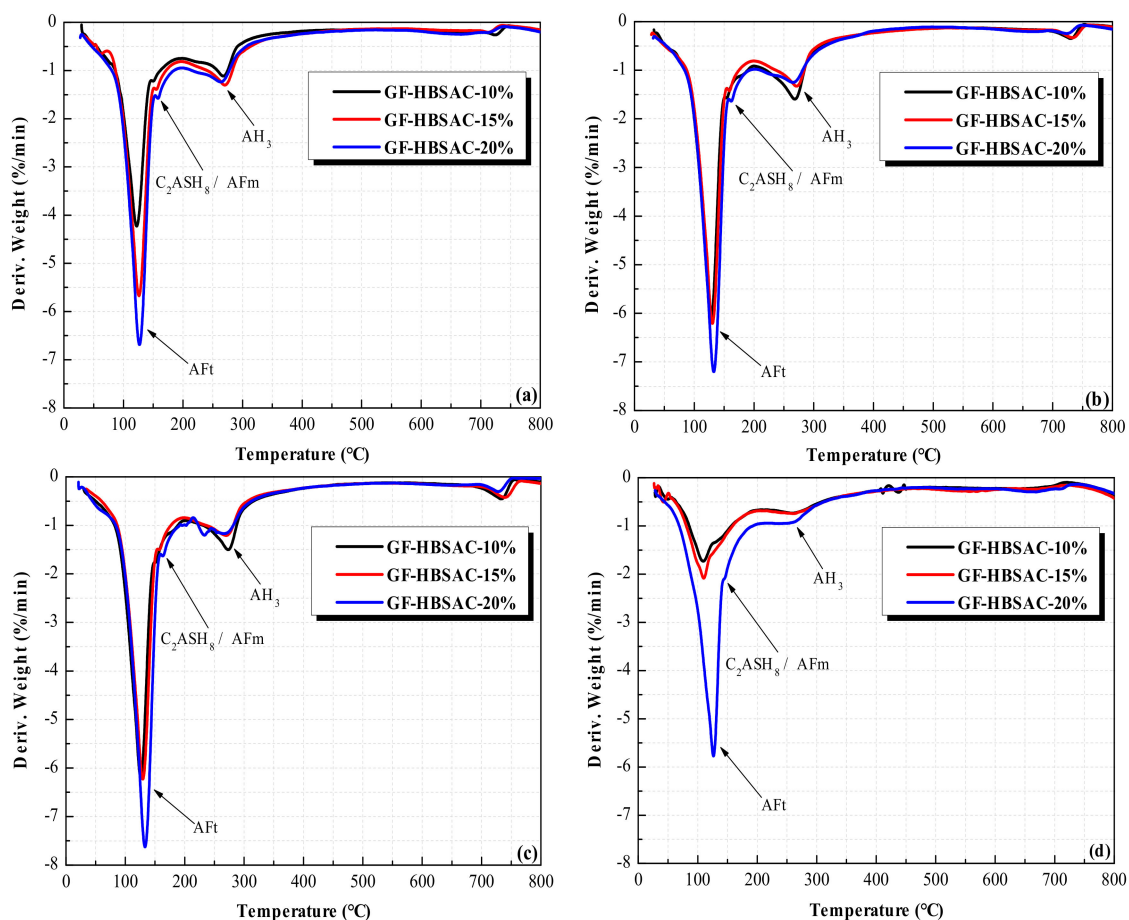 0
-1
-2
-3
-4
-5
-6
-7
-8
Deriv. Weight (%/min)
GF-HBSAC-10%
GF-HBSAC-15%
GF-HBSAC-20%
AH3
C2ASH8 / AFm
AFt
(a)
0 100 200 300 400 500 600 700 800
Temperature (℃)
0
-1
-2
-3
-4
-5
-6
-7
-8
Deriv. Weight (%/min)
GF-HBSAC-10%
GF-HBSAC-15%
GF-HBSAC-20%
AH3
C2ASH8 / AFm
AFt
(b)
0 100 200 300 400 500 600 700 800
Temperature (℃)
0
-1
-2
-3
-4
-5
-6
-7
-8
Deriv. Weight (%/min)
GF-HBSAC-10%
GF-HBSAC-15%
GF-HBSAC-20%
AH3
C2ASH8 / AFm
AFt
(c)
0 100 200 300 400 500 600 700 800
Temperature (℃)
0
-1
-2
-3
-4
-5
-6
-7
-8
Deriv. Weight (%/min)
GF-HBSAC-10%
GF-HBSAC-15%
GF-HBSAC-20%
AH3
C2ASH8 / AFm
AFt
(d)
0 100 200 300 400 500 600 700 800
Temperature (℃)